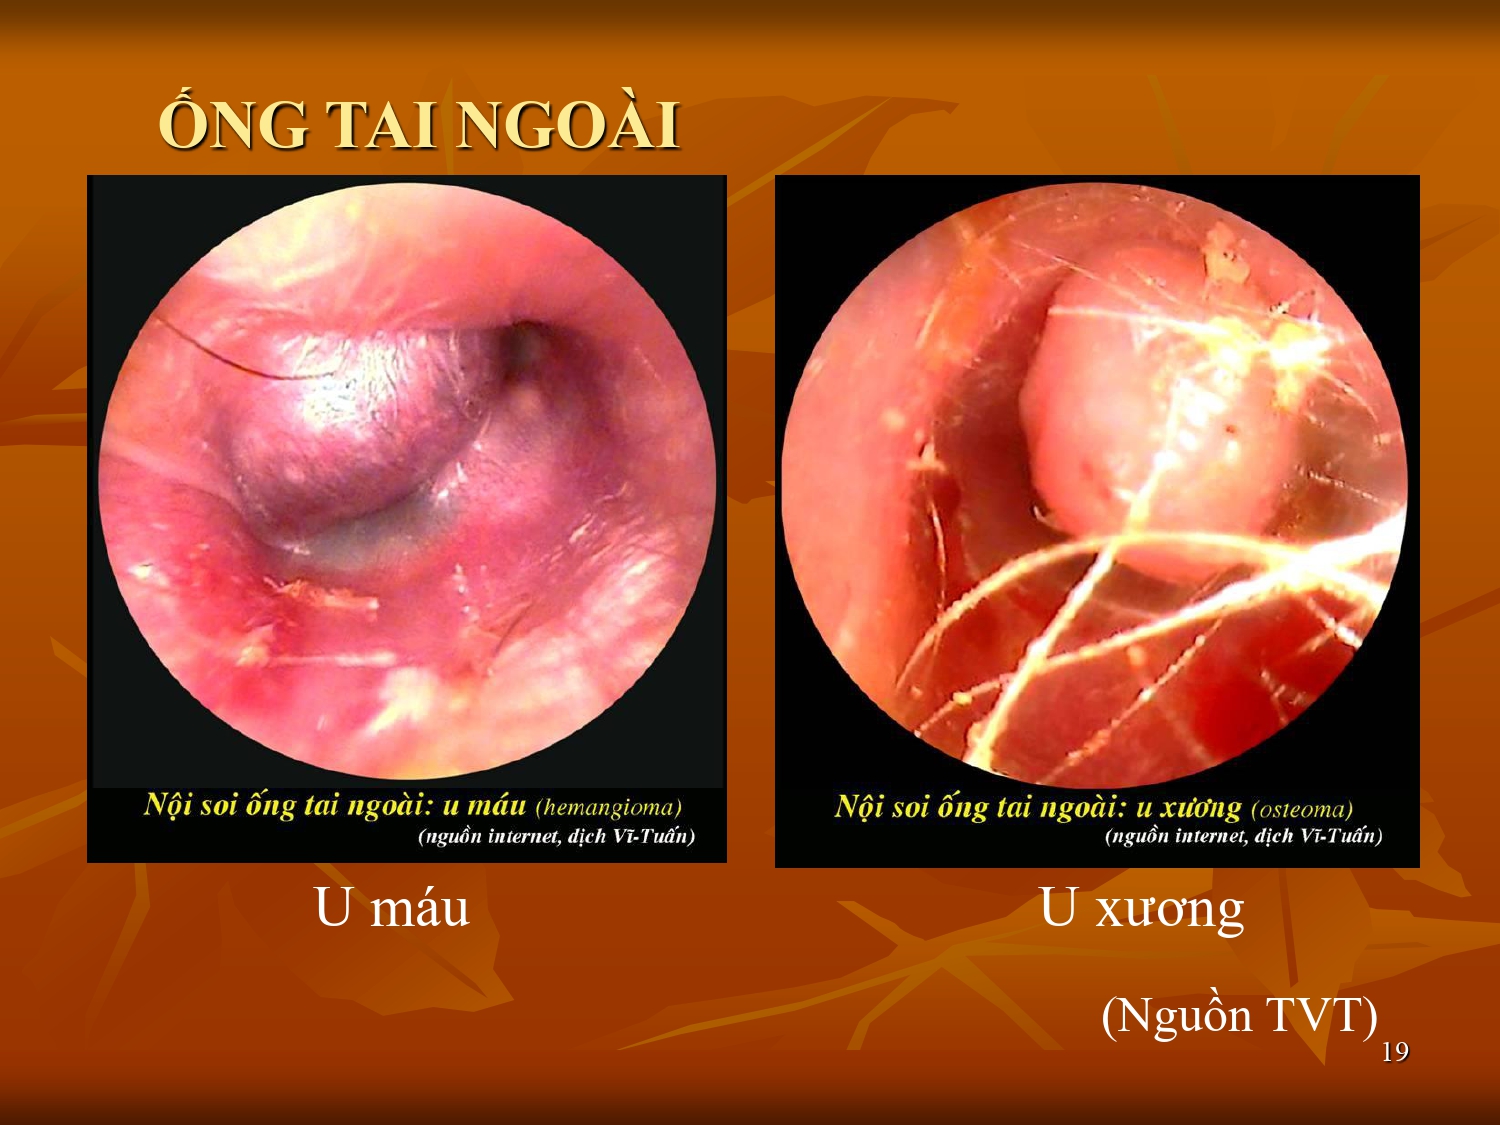 ỐNG TAI NGOÀI
Nội soi ống tai ngoài: u máu (hemangioma)
(nguồn internet, dịch Vĩ-Tuấn)
Nội soi ống tai ngoài: u xương (osteoma)
(nguồn internet, dịch Vĩ-Tuấn)
U máu
U xương
(Nguồn TVT)
19